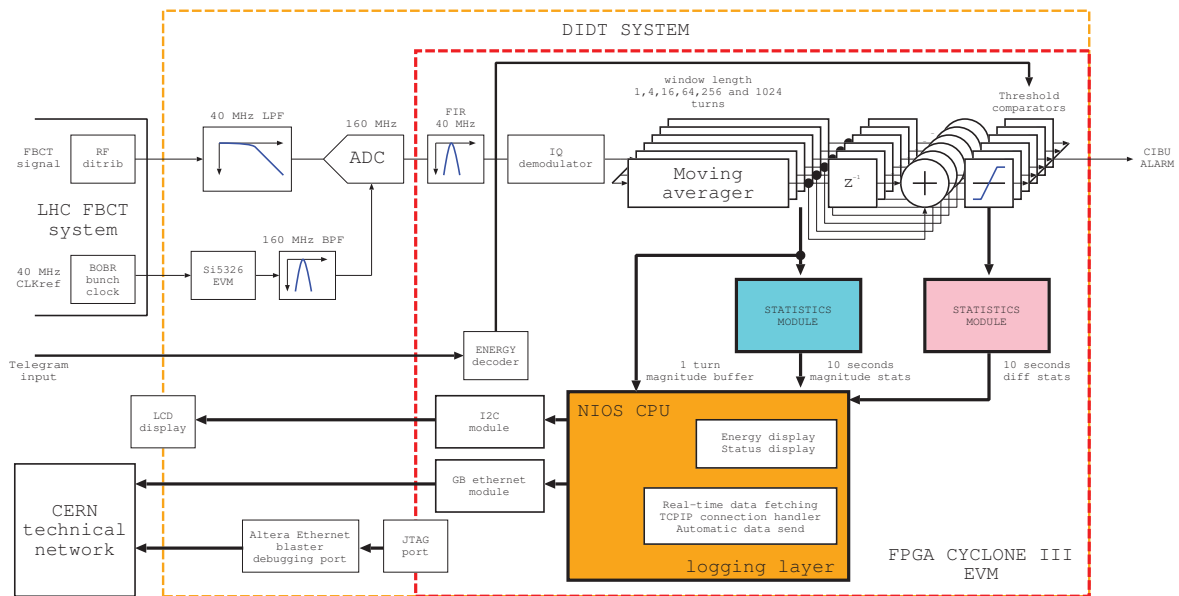 DIDT SYSTEM
window length
1,4,16,64,256 and 1024
turns
Threshold
comparators
40 MHz LPF
160 MHz
FIR
40 MHz
FBCT
signal
RF
ditrib
ADC
IQ
demodulator
Moving
averager
Z-1
CIBU
ALARM
LHC FBCT
system
160 MHz BPF
40 MHz
CLKref
BOBR
bunch
clock
Si5326
EVM
STATISTICS
MODULE
STATISTICS
MODULE
Telegram
input
ENERGY
decoder
1 turn
magnitude buffer
10 seconds
magnitude stats
10 seconds
diff stats
LCD
display
I2C
module
NIOS CPU
Energy display
Status display
GB ethernet
module
CERN
technical
network
Real-time data fetching
TCPIP connection handler
Automatic data send
Altera Ethernet
blaster
debugging port
JTAG
port
logging layer
FPGA CYCLONE III
EVM